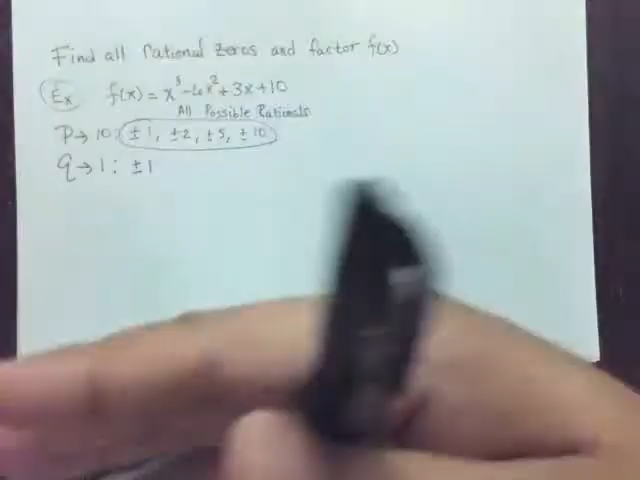 Find all rational zeros and factor f(x)
Ex f(x) = x³ - 6x² + 3x + 10
All Possible Rationals
P → 10: ±1, ±2, ±5, ±10
q → 1: ±1